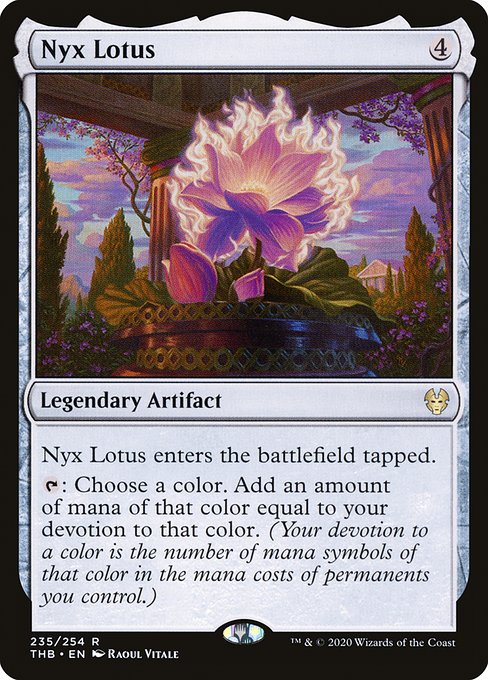 Nyx Lotus 4
Legendary Artifact
Nyx Lotus enters the battlefield tapped.
: Choose a color. Add an amount
of mana of that color equal to your
devotion to that color. (Your devotion to
a color is the number of mana symbols of
that color in the mana costs of permanents
you control.)
235/254 R
THB • EN Raoul Vitale
™ & © 2020 Wizards of the Coast